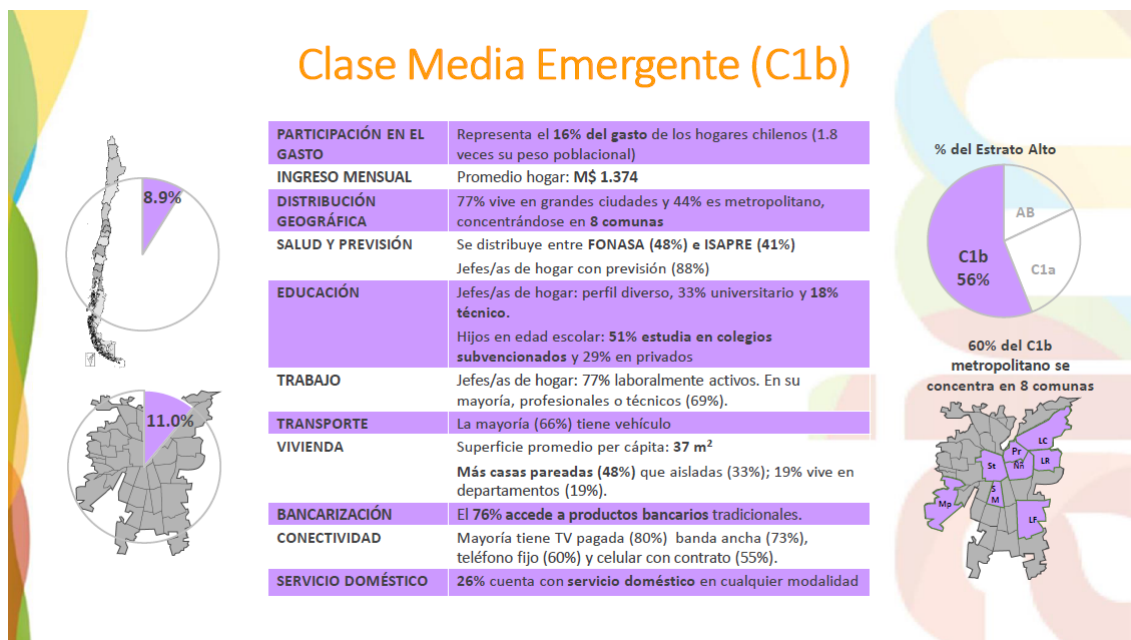 Clase Media Emergente (C1b)
8.9%
11.0%
PARTICIPACIÓN EN EL
GASTO
Representa el 16% del gasto de los hogares chilenos (1.8
veces su peso poblacional)
INGRESO MENSUAL
Promedio hogar: M$ 1.374
DISTRIBUCIÓN
GEOGRÁFICA
77% vive en grandes ciudades y 44% es metropolitano,
concentrándose en 8 comunas
SALUD Y PREVISIÓN
Se distribuye entre FONASA (48%) e ISAPRE (41%)
Jefes/as de hogar con previsión (88%)
EDUCACIÓN
Jefes/as de hogar: perfil diverso, 33% universitario y 18%
técnico.
Hijos en edad escolar: 51% estudia en colegios
subvencionados y 29% en privados
TRABAJO
Jefes/as de hogar: 77% laboralmente activos. En su
mayoría, profesionales o técnicos (69%).
TRANSPORTE
La mayoría (66%) tiene vehículo
VIVIENDA
Superficie promedio per cápita: 37 m²
Más casas pareadas (48%) que aisladas (33%); 19% vive en
departamentos (19%).
BANCARIZACIÓN
El 76% accede a productos bancarios tradicionales.
CONECTIVIDAD
Mayoría tiene TV pagada (80%) banda ancha (73%),
teléfono fijo (60%) y celular con contrato (55%).
SERVICIO DOMÉSTICO
26% cuenta con servicio doméstico en cualquier modalidad
% del Estrato Alto
AB
C1b
56%
C1a
60% del C1b
metropolitano se
concentra en 8 comunas
LC
Pr
LR
St
Ññ
S
M
Mp
LF